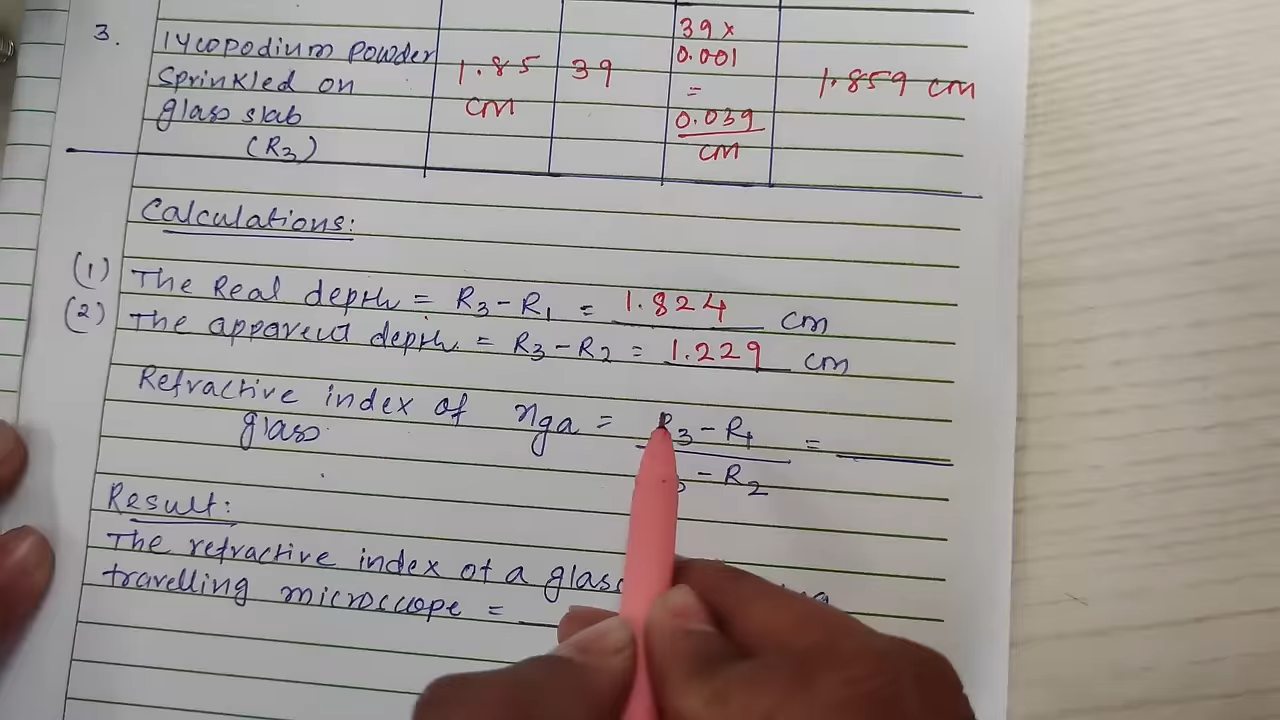 3.
39 x
0.001
=
0.039
cm
lycopodium powder
sprinkled on
glass slab
(R3)
1.85
cm
39
1.859 cm
Calculations:
(1) The Real depth = R3-R1 = 1.824 cm
(2) The apparent depth = R3-R2 = 1.229 cm
Refractive index of nga = R3-R1 =
glass
-R2
Result:
The refractive index of a glass
travelling microscope =